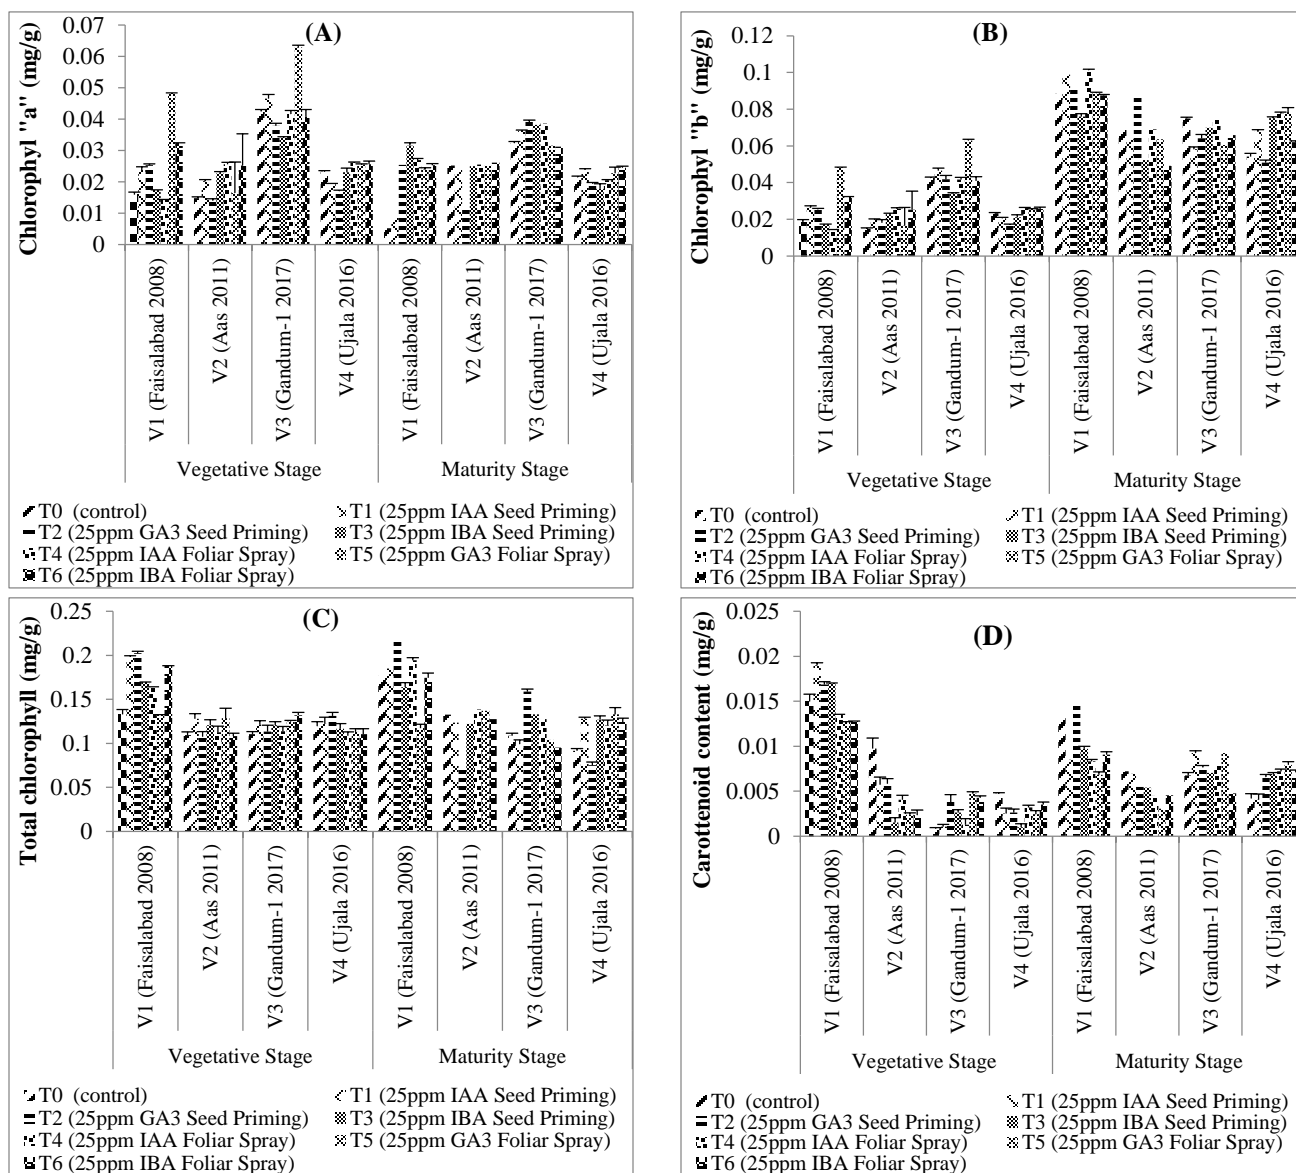 (A)
Chlorophyl "a" (mg/g)
0.07
0.06
0.05
0.04
0.03
0.02
0.01
0
V1 (Faisalabad 2008)
V2 (Aas 2011)
V3 (Gandum-1 2017)
V4 (Ujala 2016)
V1 (Faisalabad 2008)
V2 (Aas 2011)
V3 (Gandum-1 2017)
V4 (Ujala 2016)
Vegetative Stage
Maturity Stage
T0 (control)
T1 (25ppm IAA Seed Priming)
T2 (25ppm GA3 Seed Priming)
T3 (25ppm IBA Seed Priming)
T4 (25ppm IAA Foliar Spray)
T5 (25ppm GA3 Foliar Spray)
T6 (25ppm IBA Foliar Spray)
(B)
Chlorophyl "b" (mg/g)
0.12
0.1
0.08
0.06
0.04
0.02
0
V1 (Faisalabad 2008)
V2 (Aas 2011)
V3 (Gandum-1 2017)
V4 (Ujala 2016)
V1 (Faisalabad 2008)
V2 (Aas 2011)
V3 (Gandum-1 2017)
V4 (Ujala 2016)
Vegetative Stage
Maturity Stage
T0 (control)
T1 (25ppm IAA Seed Priming)
T2 (25ppm GA3 Seed Priming)
T3 (25ppm IBA Seed Priming)
T4 (25ppm IAA Foliar Spray)
T5 (25ppm GA3 Foliar Spray)
T6 (25ppm IBA Foliar Spray)
(C)
Total chlorophyll (mg/g)
0.25
0.2
0.15
0.1
0.05
0
V1 (Faisalabad 2008)
V2 (Aas 2011)
V3 (Gandum-1 2017)
V4 (Ujala 2016)
V1 (Faisalabad 2008)
V2 (Aas 2011)
V3 (Gandum-1 2017)
V4 (Ujala 2016)
Vegetative Stage
Maturity Stage
T0 (control)
T1 (25ppm IAA Seed Priming)
T2 (25ppm GA3 Seed Priming)
T3 (25ppm IBA Seed Priming)
T4 (25ppm IAA Foliar Spray)
T5 (25ppm GA3 Foliar Spray)
T6 (25ppm IBA Foliar Spray)
(D)
Carottenoid content (mg/g)
0.025
0.02
0.015
0.01
0.005
0
V1 (Faisalabad 2008)
V2 (Aas 2011)
V3 (Gandum-1 2017)
V4 (Ujala 2016)
V1 (Faisalabad 2008)
V2 (Aas 2011)
V3 (Gandum-1 2017)
V4 (Ujala 2016)
Vegetative Stage
Maturity Stage
T0 (control)
T1 (25ppm IAA Seed Priming)
T2 (25ppm GA3 Seed Priming)
T3 (25ppm IBA Seed Priming)
T4 (25ppm IAA Foliar Spray)
T5 (25ppm GA3 Foliar Spray)
T6 (25ppm IBA Foliar Spray)